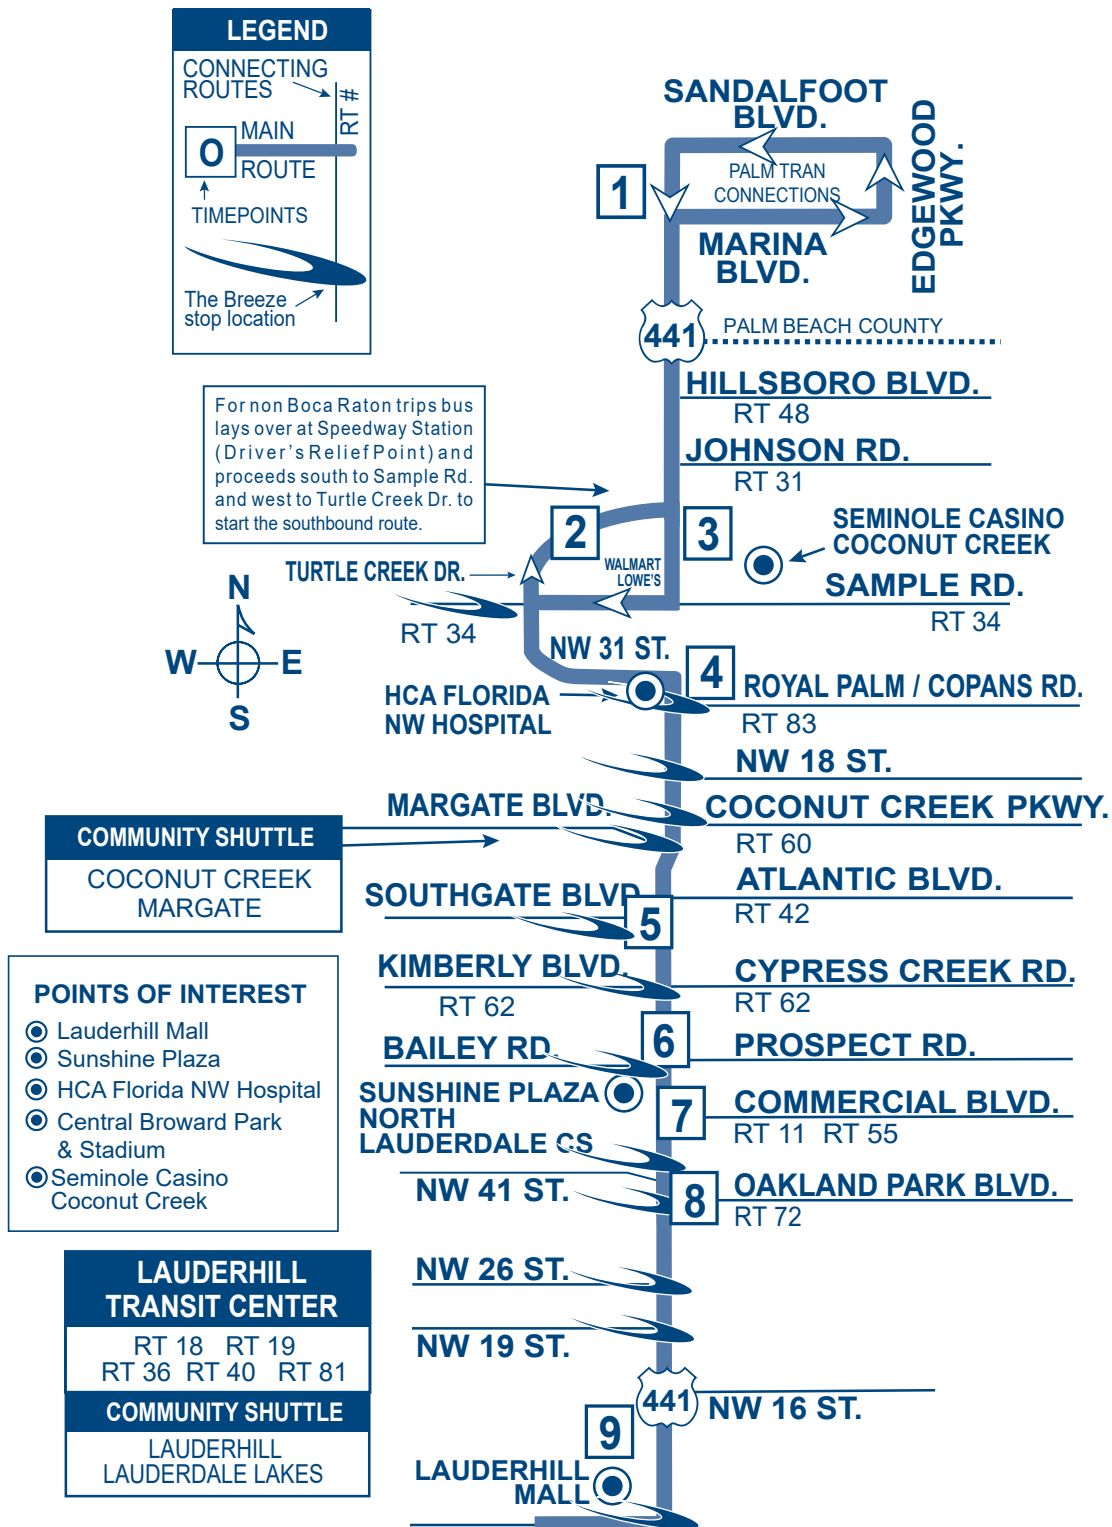 LEGEND
CONNECTING
ROUTES
RT #
O
MAIN
ROUTE
TIMEPOINTS
The Breeze
stop location
SANDALFOOT
BLVD.
EDGEWOOD
PKWY.
1
PALM TRAN
CONNECTIONS
MARINA
BLVD.
441
PALM BEACH COUNTY
HILLSBORO BLVD.
RT 48
JOHNSON RD.
RT 31
For non Boca Raton trips bus
lays over at Speedway Station
(Driver's Relief Point) and
proceeds south to Sample Rd.
and west to Turtle Creek Dr. to
start the southbound route.
2
3
SEMINOLE CASINO
COCONUT CREEK
TURTLE CREEK DR.
WALMART
LOWE'S
SAMPLE RD.
RT 34
RT 34
N
W
E
S
NW 31 ST.
4
ROYAL PALM / COPANS RD.
RT 83
HCA FLORIDA
NW HOSPITAL
NW 18 ST.
MARGATE BLVD.
COCONUT CREEK PKWY.
RT 60
COMMUNITY SHUTTLE
COCONUT CREEK
MARGATE
SOUTHGATE BLVD
5
ATLANTIC BLVD.
RT 42
KIMBERLY BLVD.
RT 62
CYPRESS CREEK RD.
RT 62
POINTS OF INTEREST
Lauderhill Mall
Sunshine Plaza
HCA Florida NW Hospital
Central Broward Park
& Stadium
Seminole Casino
Coconut Creek
BAILEY RD.
6
PROSPECT RD.
SUNSHINE PLAZA
NORTH
LAUDERDALE CS
7
COMMERCIAL BLVD.
RT 11 RT 55
NW 41 ST.
8
OAKLAND PARK BLVD.
RT 72
NW 26 ST.
NW 19 ST.
LAUDERHILL
TRANSIT CENTER
RT 18 RT 19
RT 36 RT 40 RT 81
COMMUNITY SHUTTLE
LAUDERHILL
LAUDERDALE LAKES
441
NW 16 ST.
9
LAUDERHILL
MALL